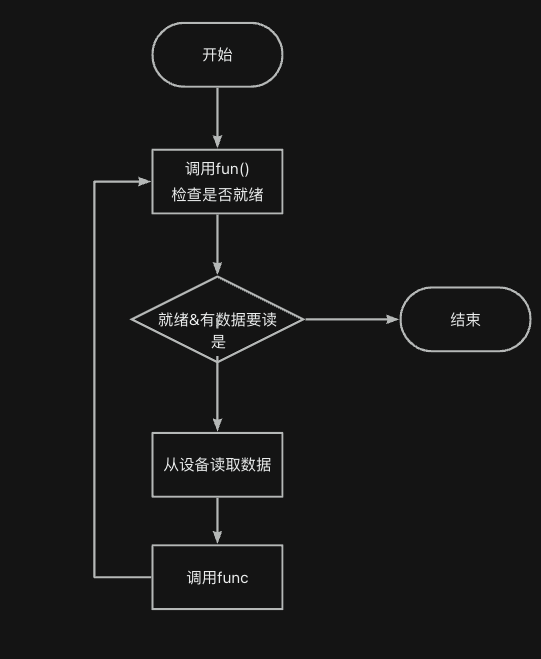 开始
调用fun()
检查是否就绪
就绪&有数据要读
是
结束
从设备读取数据
调用func